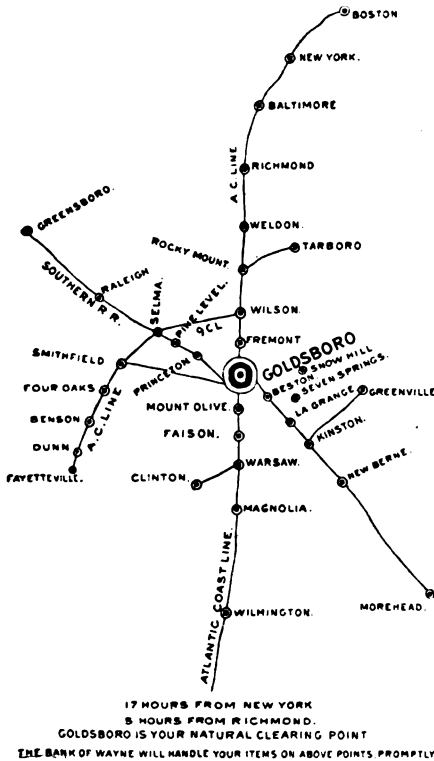 BOSTON
NEW YORK.
BALTIMORE
A.C. LINE
RICHMOND
WELDON.
GREENSBORO.
ROCKY MOUNT
TARBORO
SOUTHERN R.R.
RALEIGH
SELMA.
PINE LEVEL.
WILSON.
FREMONT
SMITHFIELD
PRINCETON
GOLDSBORO
SNOW HILL
BESTON.
SEVEN SPRINGS.
FOUR OAKS
A.C. LINE
MOUNT OLIVE.
LA GRANGE
GREENVILLE
BENSON
FAISON.
KINSTON.
DUNN
FAYETTEVILLE.
CLINTON.
WARSAW.
NEW BERNE.
MAGNOLIA.
ATLANTIC COAST LINE.
WILMINGTON.
MOREHEAD.
17 HOURS FROM NEW YORK
5 HOURS FROM RICHMOND.
GOLDSBORO IS YOUR NATURAL CLEARING POINT
THE BANK OF WAYNE WILL HANDLE YOUR ITEMS ON ABOVE POINTS PROMPTLY